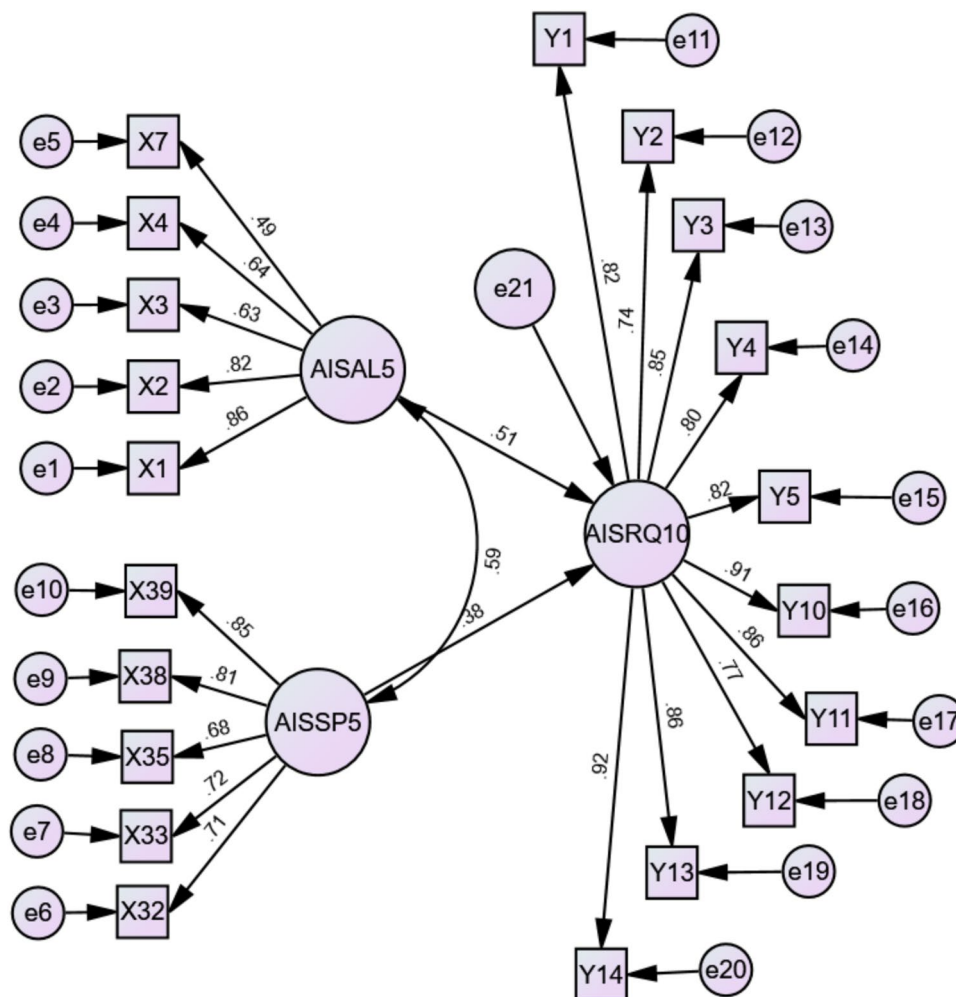 Y1
e11
Y2
e12
e5
X7
Y3
e13
.49
e4
X4
.64
.82
e21
.74
e3
X3
.63
.85
Y4
e14
AISAL5
e2
X2
.82
.80
.86
.51
e1
X1
.82
Y5
e15
AISRQ10
.59
.91
e10
X39
.38
Y10
e16
.85
.86
.77
e9
X38
.81
AISSP5
Y11
e17
.68
e8
X35
.86
.92
.72
Y12
e18
e7
X33
.71
Y13
e19
e6
X32
Y14
e20